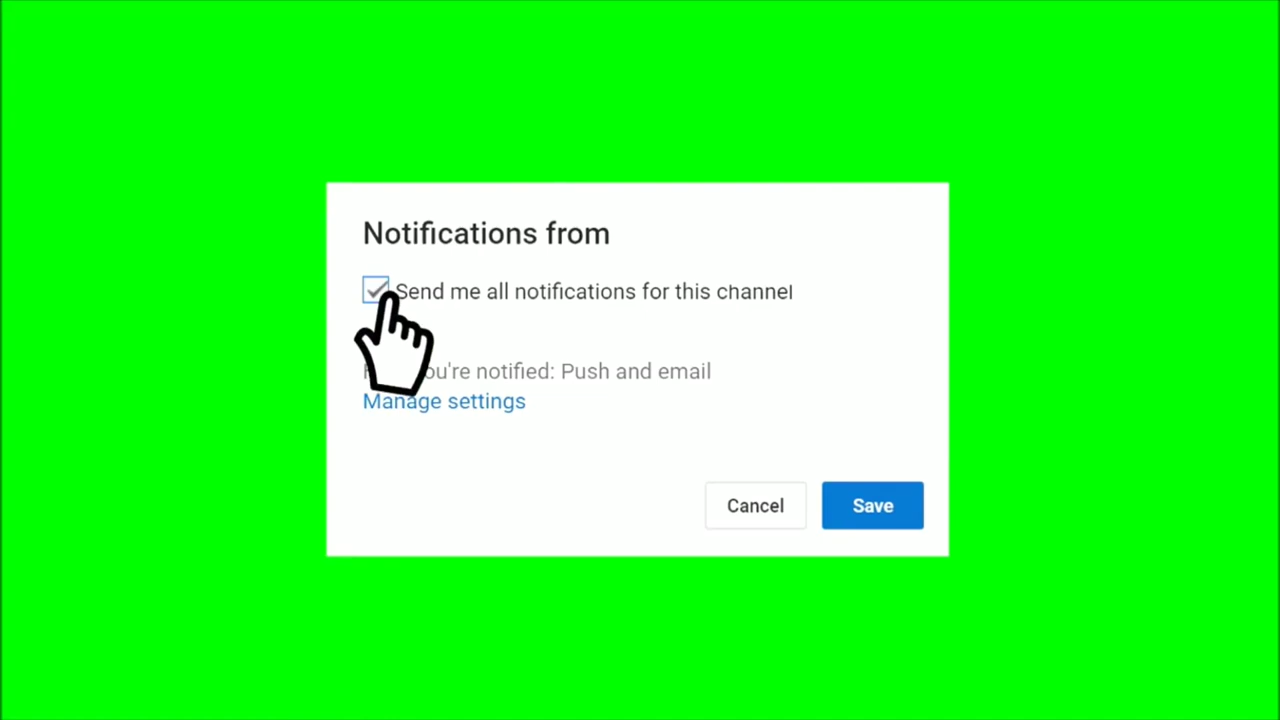 Notifications from
Send me all notifications for this channel
ou're notified: Push and email
Manage settings
Cancel
Save